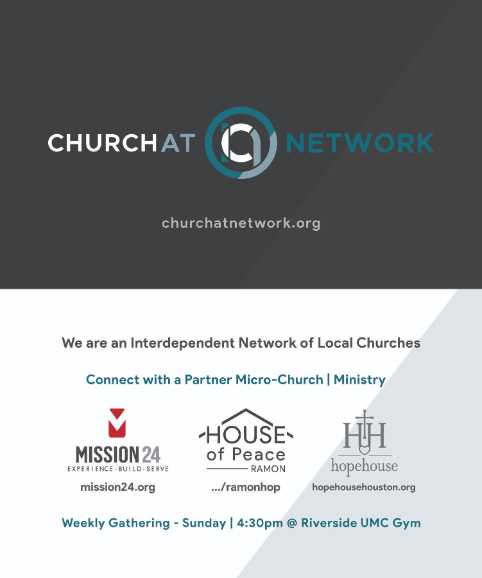 CHURCHAT NETWORK
churchatnetwork.org
We are an Interdependent Network of Local Churches
Connect with a Partner Micro-Church | Ministry
MISSION 24
EXPERIENCE - BUILD - SERVE
mission24.org
HOUSE
of Peace
RAMON
.../ramonhop
HH
hopehouse
hopehousehouston.org
Weekly Gathering - Sunday | 4:30pm @ Riverside UMC Gym